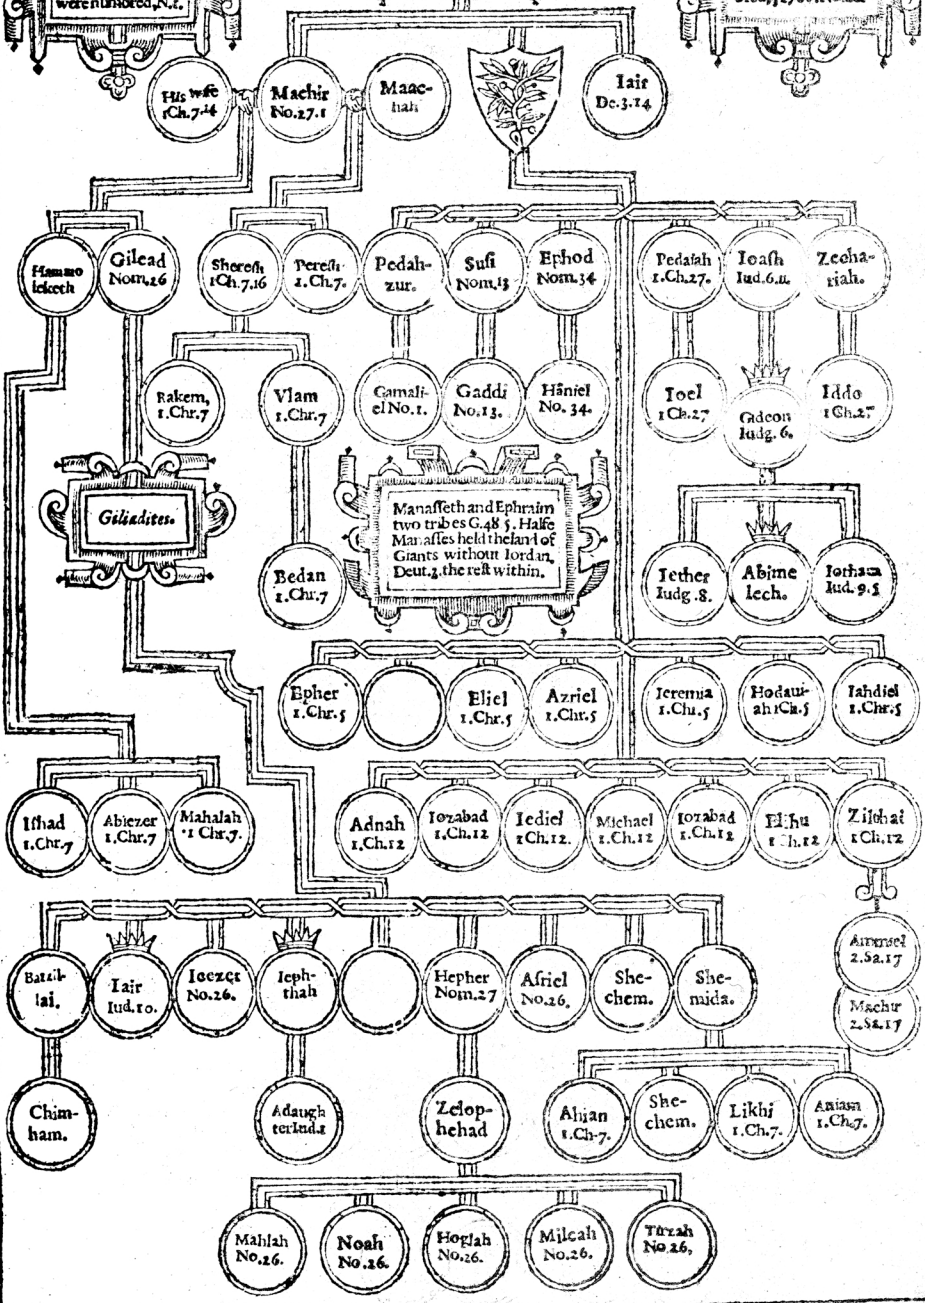 were numbred, N.1.
His wife
1Ch.7.14
Machir
No.27.1
Maac-
hah
Iair
De.3.14
Hammo
leketh
Gilead
Nom.26
Sheresh
1Ch.7.16
Peresh
1.Ch.7.
Pedah-
zur.
Susi
Nom.13
Ephod
Nom.34
Pedaiah
1.Ch.27.
Ioash
Iud.6.11.
Zecha-
riah.
Rakem,
1.Chr.7
Vlam
1.Chr.7
Gamali-
el No.1.
Gaddi
No.13.
Hãniel
No. 34.
Ioel
1 Ch.27
Gideon
Iudg. 6.
Iddo
1 Ch.27
Giliadites.
Bedan
1.Chr.7
Manasseth and Ephraim
two tribes G.48 5. Halfe
Manasses held the land of
Giants without Iordan,
Deut.3. the rest within.
Iether
Iudg.8.
Abime
lech.
Iotham
Iud.9.5
Epher
1.Chr.5
Eliel
1.Chr.5
Azriel
1.Chr.5
Ieremia
1.Ch.5
Hodaui-
ah 1Ch.5
Iahdiel
1.Chr.5
Ishad
1.Chr.7
Abiezer
1.Chr.7
Mahalah
1 Chr.7.
Adnah
1.Ch.12
Iozabad
1.Ch.12
Iediel
1Ch.12.
Michael
1.Ch.12
Iozabad
1.Ch.12
Elihu
1 Ch.12
Zilthai
1Ch.12
Barzil-
lai.
Iair
Iud.10.
Ieezer
No.26.
Ieph-
thah
Hepher
Nom.27
Asriel
No.26.
She-
chem.
She-
mida.
Ammiel
2.Sa.17
Machir
2.Sa.17
Chim-
ham.
Adaugh
ter Iud.1
Zelop-
hehad
Ahian
1.Ch.7.
She-
chem.
Likhi
1.Ch.7.
Aniam
1.Ch.7.
Mahlah
No.26.
Noah
No.26.
Hoglah
No.26.
Milcah
No.26.
Tirzah
No.26,